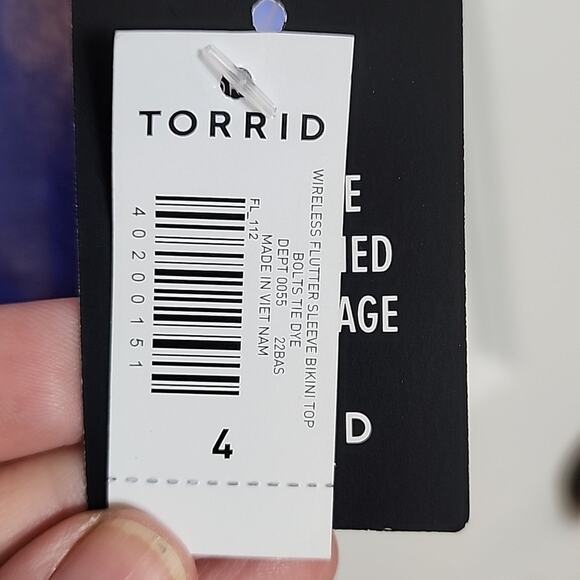 TORRID
WIRELESS FLUTTER SLEEVE BIKINI TOP
BOLTS TIE DYE
DEPT 0055 22BAS
MADE IN VIET NAM
FL_112
40200151
4
E
IED
AGE
D